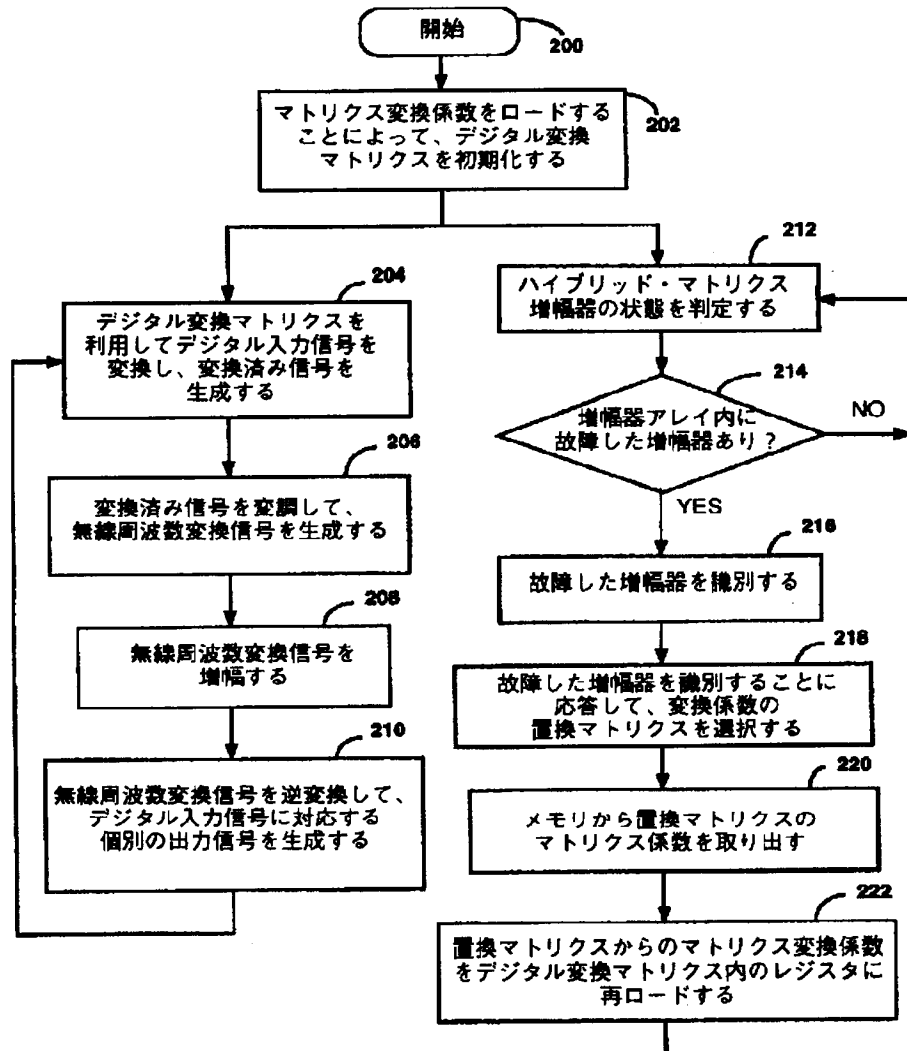 開始
200
マトリクス変換係数をロードする
ことによって、デジタル変換
マトリクスを初期化する
202
204
デジタル変換マトリクスを
利用してデジタル入力信号を
変換し、変換済み信号を
生成する
206
変換済み信号を変調して、
無線周波数変換信号を生成する
208
無線周波数変換信号を
増幅する
210
無線周波数変換信号を逆変換して、
デジタル入力信号に対応する
個別の出力信号を生成する
212
ハイブリッド・マトリクス
増幅器の状態を判定する
214
増幅器アレイ内に
故障した増幅器あり？
NO
YES
216
故障した増幅器を識別する
218
故障した増幅器を識別することに
応答して、変換係数の
置換マトリクスを選択する
220
メモリから置換マトリクスの
マトリクス係数を取り出す
222
置換マトリクスからのマトリクス変換係数
をデジタル変換マトリクス内のレジスタに
再ロードする